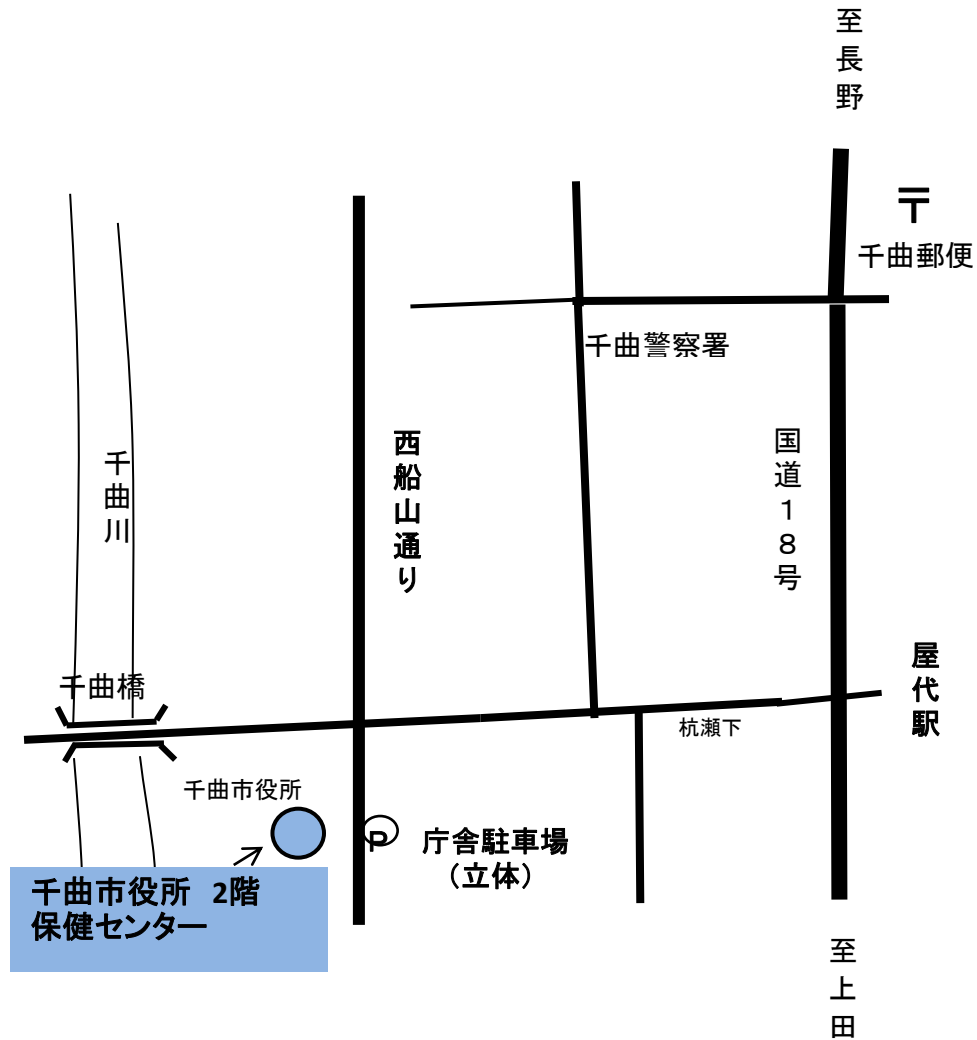 至長野
〒
千曲郵便
千曲警察署
西船山通り
国道１８号
千曲川
屋代駅
千曲橋
杭瀬下
千曲市役所
P
庁舎駐車場
（立体）
千曲市役所 2階
保健センター
至上田